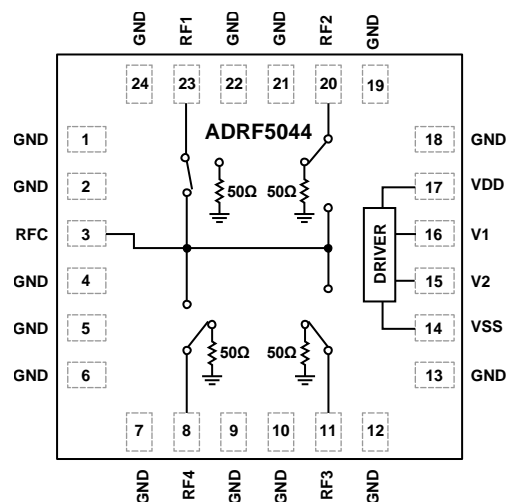 GND RF1 GND GND RF2 GND
24 23 22 21 20 19
ADRF5044
GND 1
GND 2
RFC 3
GND 4
GND 5
GND 6
50Ω 50Ω
50Ω 50Ω
18 GND
17 VDD
16 V1
15 V2
14 VSS
13 GND
DRIVER
7 8 9 10 11 12
GND RF4 GND GND RF3 GND